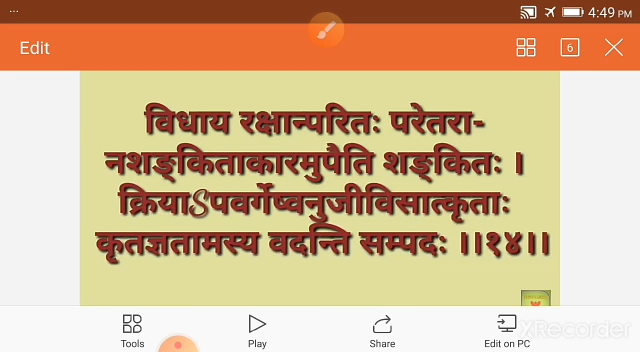 ... 4:49 PM
Edit 6
विधाय रक्षान्परितः परेतरा-
नशङ्किताकारमुपैति शङ्कितः ।
क्रियाSपवर्गेष्वनुजीविसात्कृताः
कृतज्ञतामस्य वदन्ति सम्पदः ।।१४।।
Tools Play Share Edit on PC
XRecorder